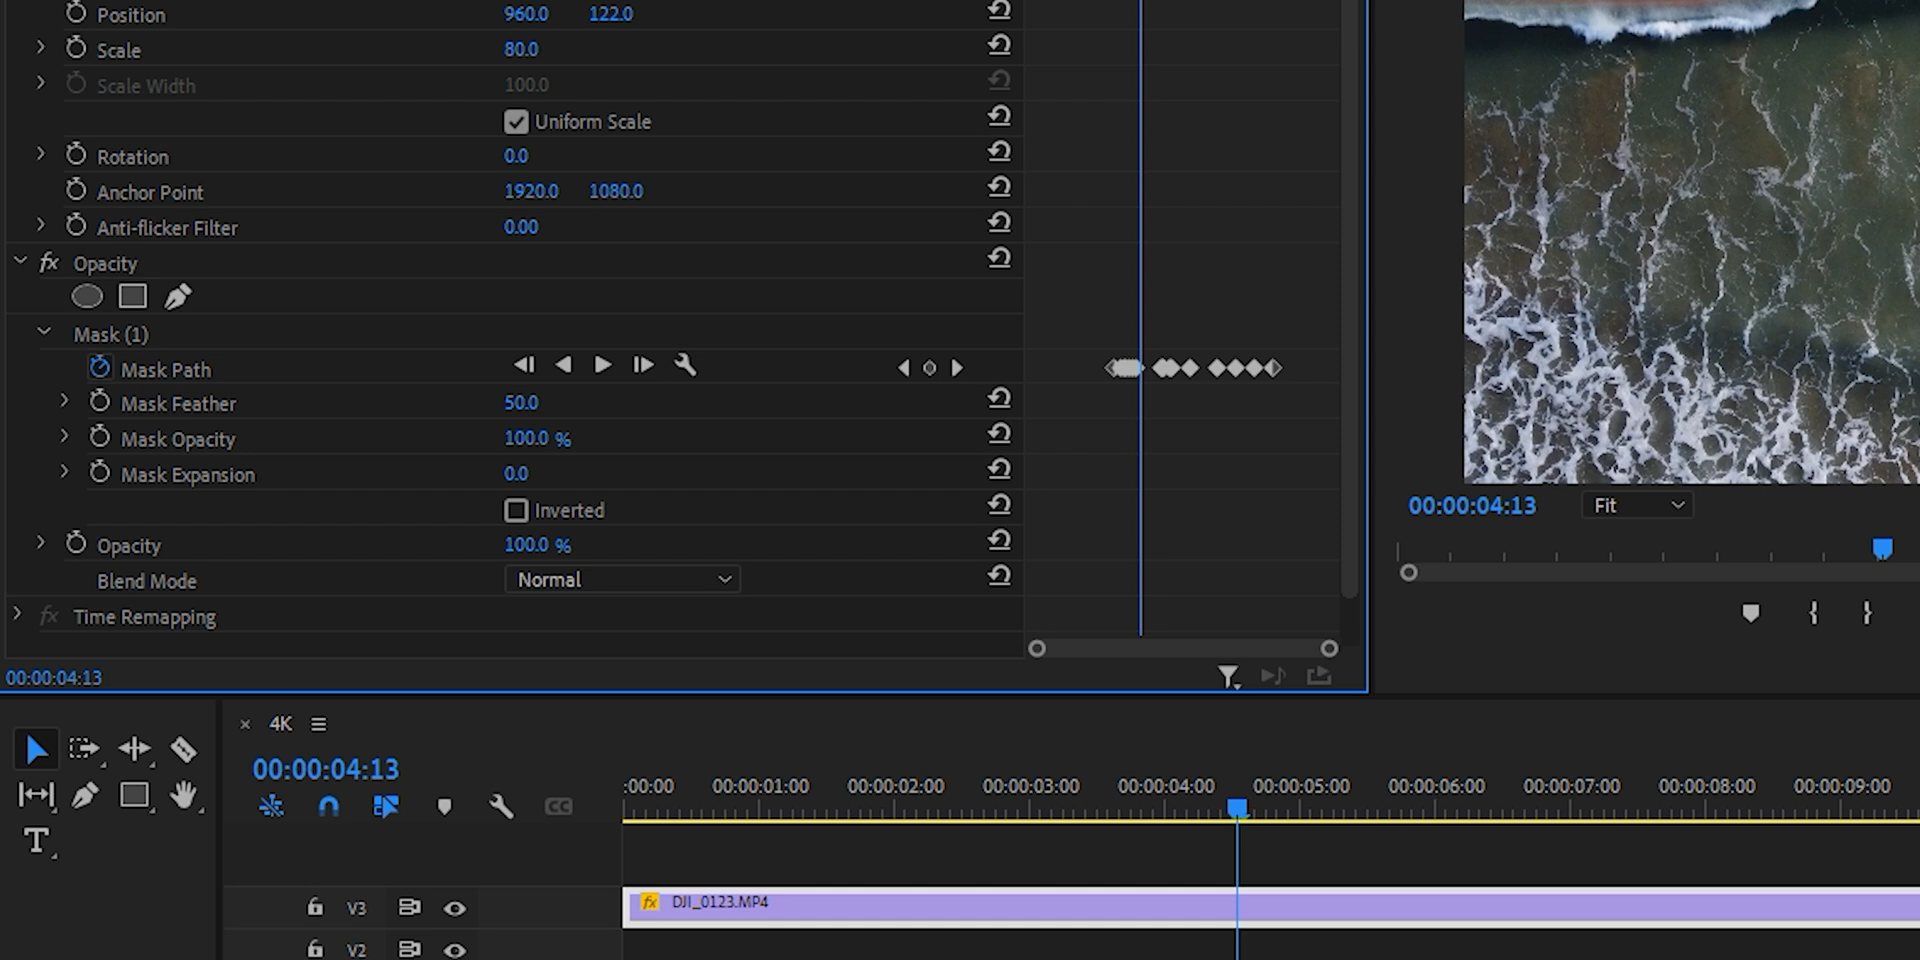 Position 960.0 122.0
Scale 80.0
Scale Width 100.0
Uniform Scale
Rotation 0.0
Anchor Point 1920.0 1080.0
Anti-flicker Filter 0.00
fx Opacity
Mask (1)
Mask Path
Mask Feather 50.0
Mask Opacity 100.0 %
Mask Expansion 0.0
Inverted
Opacity 100.0 %
Blend Mode Normal
fx Time Remapping
00:00:04:13
00:00:04:13 Fit
{ }
× 4K
00:00:04:13
:00:00 00:00:01:00 00:00:02:00 00:00:03:00 00:00:04:00 00:00:05:00 00:00:06:00 00:00:07:00 00:00:08:00 00:00:09:00
CC
T
V3 fx DJI_0123.MP4
V2